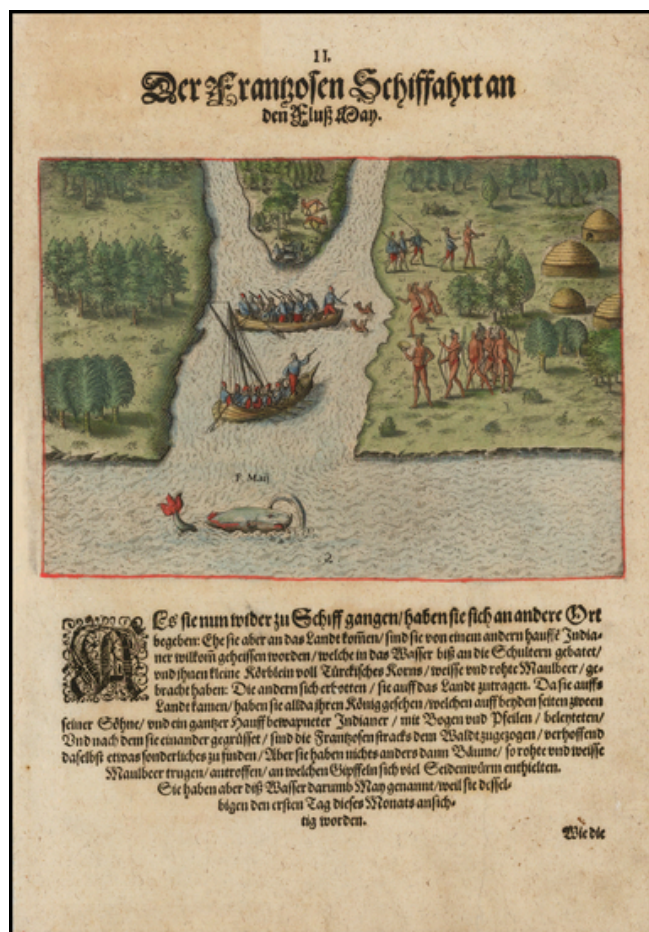 II.
Der Frantzosen Schiffahrt an
den Fluß May.
F. Maij
2
Als sie nun wider zu Schiff gangen/ haben sie sich an andere Ort
begeben: Ehe sie aber an das Landt kom̃en/ sind sie von einem andern hauffẽ India-
ner wilkom̃ geheissen worden/ welche in das Wasser biß an die Schultern gebatet/
vnd ihnen kleine Körblein voll Türckisches Korns/ weisse vnd rohte Maulbeer/ ge-
bracht haben: Die andern sich erbotten/ sie auff das Landt zutragen. Da sie auffs
Landt kamen/ haben sie allda ihren König gesehen/ welchen auff beyden seiten zween
seiner Söhne/ vnd ein gantzer Hauff bewapneter Indianer/ mit Bogen vnd Pfeilen/ beleyteten/
Vnd nach dem sie einander gegrüsset/ sind die Frantzosen stracks dem Waldt zugezogen/ verhoffend
daselbst etwas sonderliches zu finden/ Aber sie haben nichts anders dann Bäume/ so rohte vnd weisse
Maulbeer trugen/ antroffen/ an welchen Gipffeln sich viel Seidenwürm enthielten.
Sie haben aber diß Wasser darumb May genannt/ weil sie dessel-
bigen den ersten Tag dieses Monats ansich-
tig worden.
Wie die